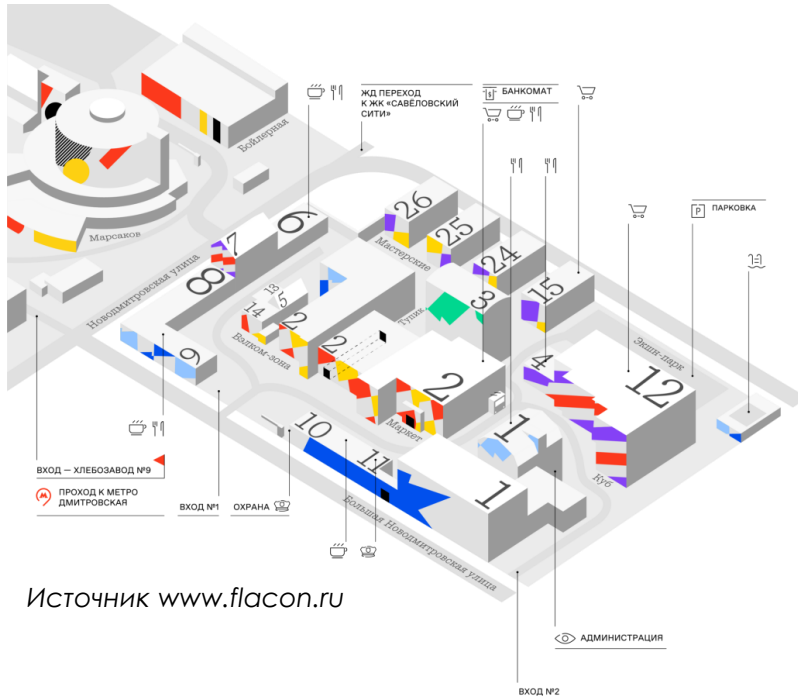 ЖД ПЕРЕХОД
К ЖК «САВЁЛОВСКИЙ
СИТИ»
БАНКОМАТ
P ПАРКОВКА
Бойлерная
Марсаков
Новодмитровская улица
Мастерские
Тупик
Валком-зона
Маркет
Экшн-парк
Куб
Большая Новодмитровская улица
26
25
24
15
3
6
7
8
9
13
5
14
2
2
2
4
12
10
11
1
1
ВХОД — ХЛЕБОЗАВОД №9
М ПРОХОД К МЕТРО
ДМИТРОВСКАЯ
ВХОД №1
ОХРАНА
АДМИНИСТРАЦИЯ
ВХОД №2
Источник www.flacon.ru